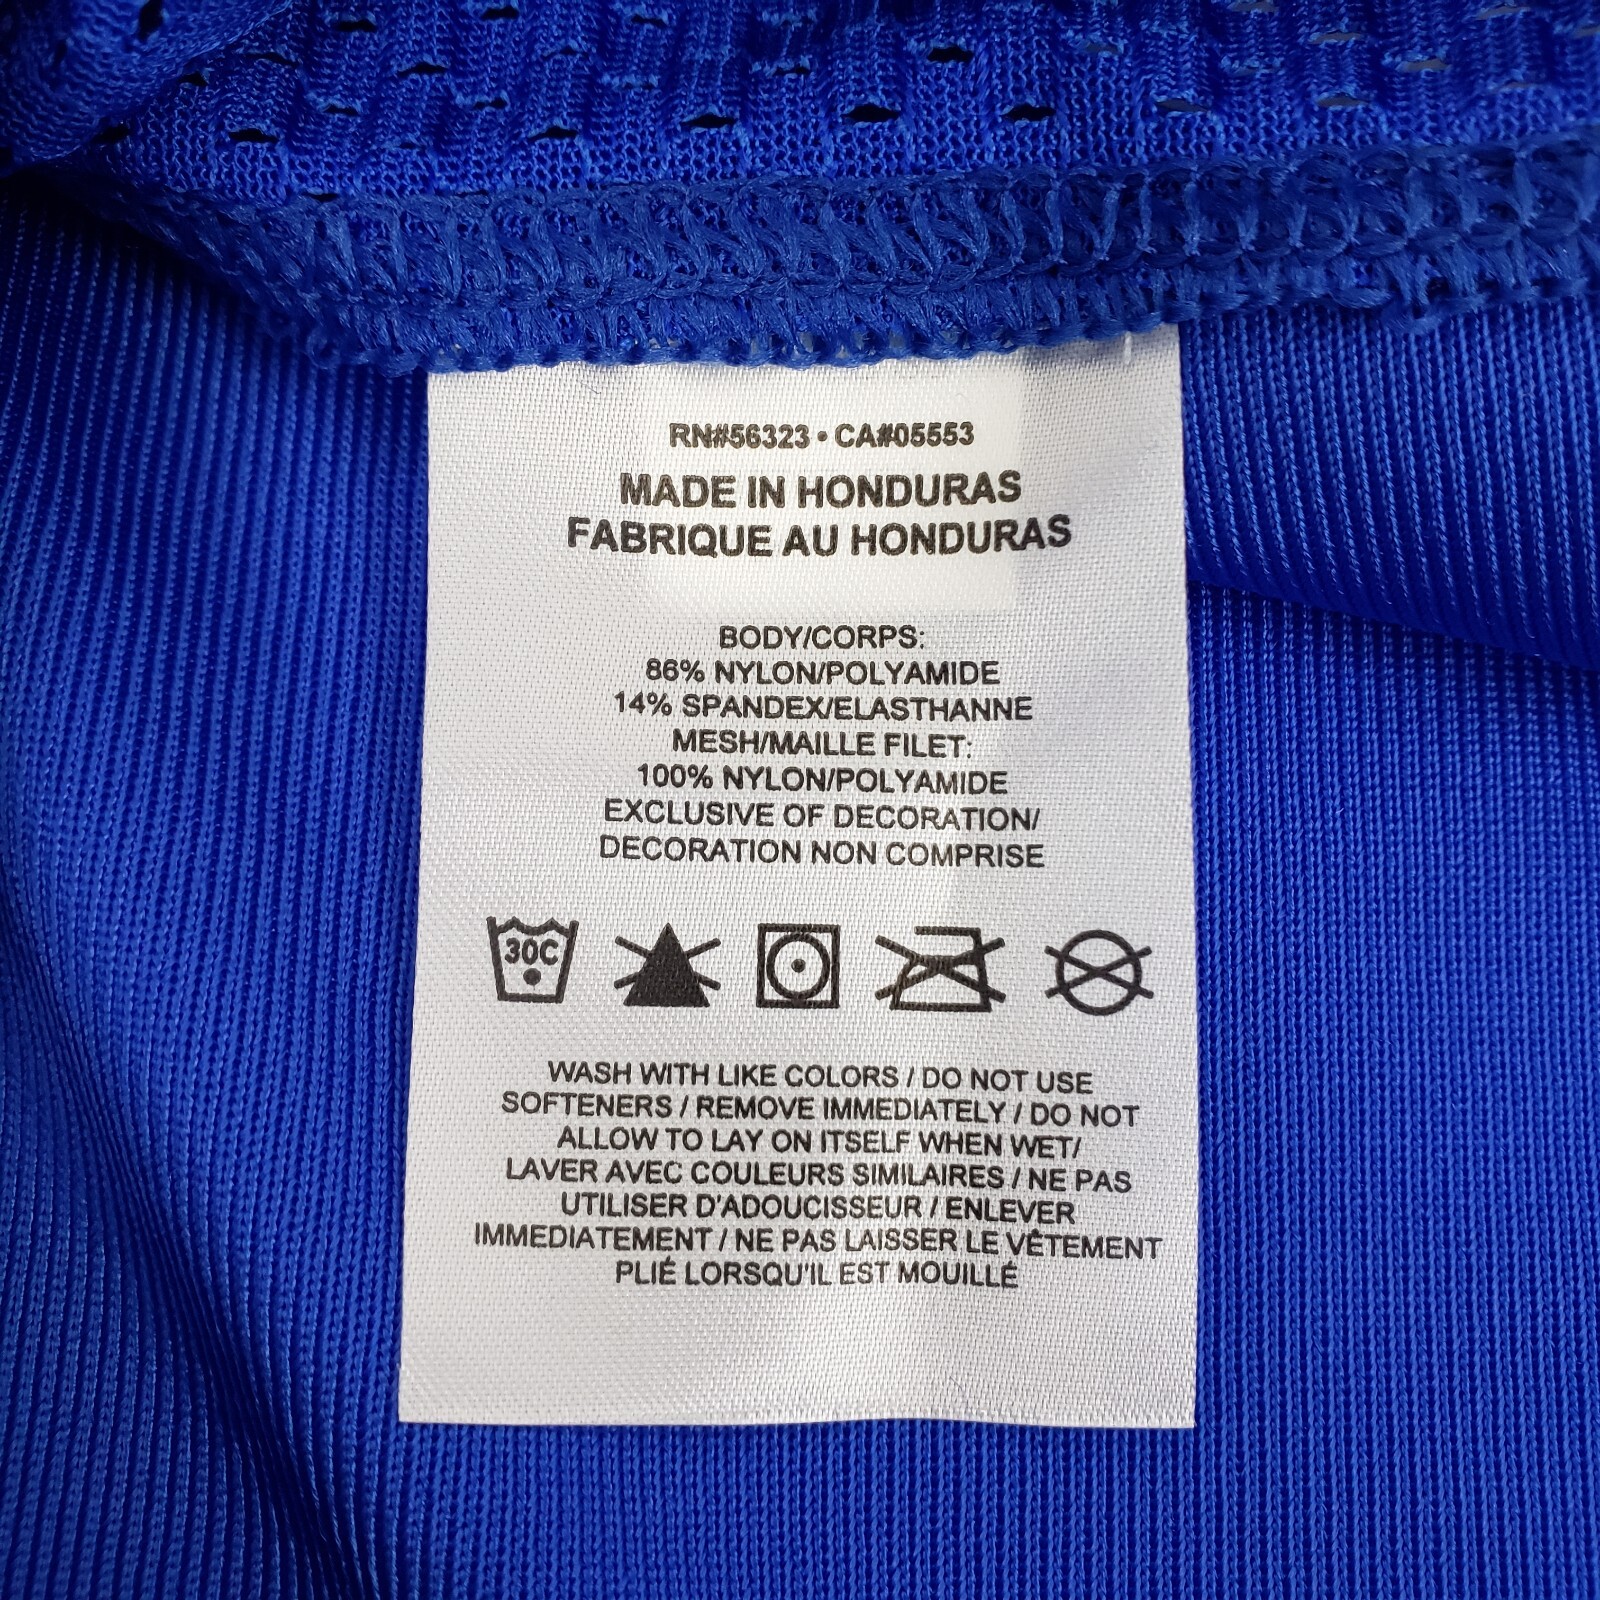 RN#56323 • CA#05553
MADE IN HONDURAS
FABRIQUE AU HONDURAS
BODY/CORPS:
86% NYLON/POLYAMIDE
14% SPANDEX/ELASTHANNE
MESH/MAILLE FILET:
100% NYLON/POLYAMIDE
EXCLUSIVE OF DECORATION/
DECORATION NON COMPRISE
30C
WASH WITH LIKE COLORS / DO NOT USE
SOFTENERS / REMOVE IMMEDIATELY / DO NOT
ALLOW TO LAY ON ITSELF WHEN WET/
LAVER AVEC COULEURS SIMILAIRES / NE PAS
UTILISER D'ADOUCISSEUR / ENLEVER
IMMEDIATEMENT / NE PAS LAISSER LE VÊTEMENT
PLIÉ LORSQU'IL EST MOUILLÉ